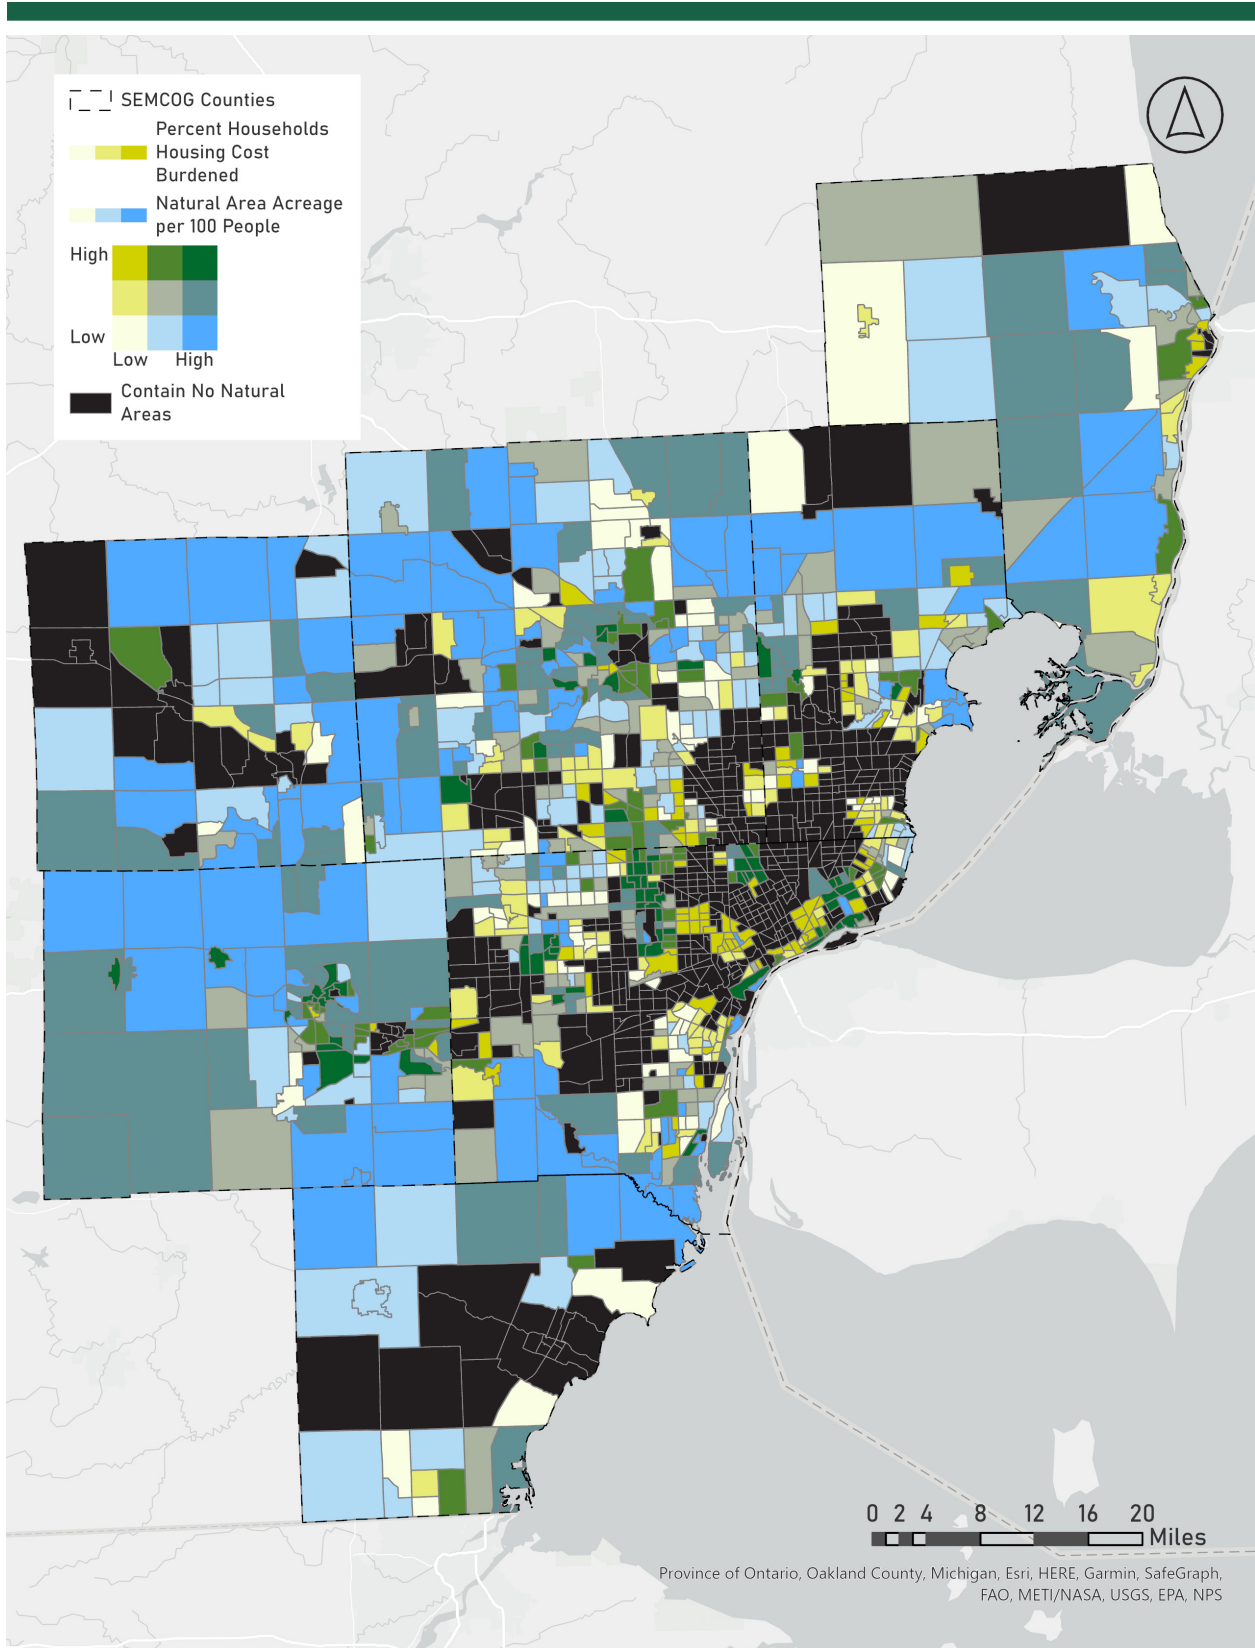 SEMCOG Counties
Percent Households
Housing Cost
Burdened
Natural Area Acreage
per 100 People
High
Low
Low High
Contain No Natural
Areas
0 2 4 8 12 16 20
Miles
Province of Ontario, Oakland County, Michigan, Esri, HERE, Garmin, SafeGraph,
FAO, METI/NASA, USGS, EPA, NPS